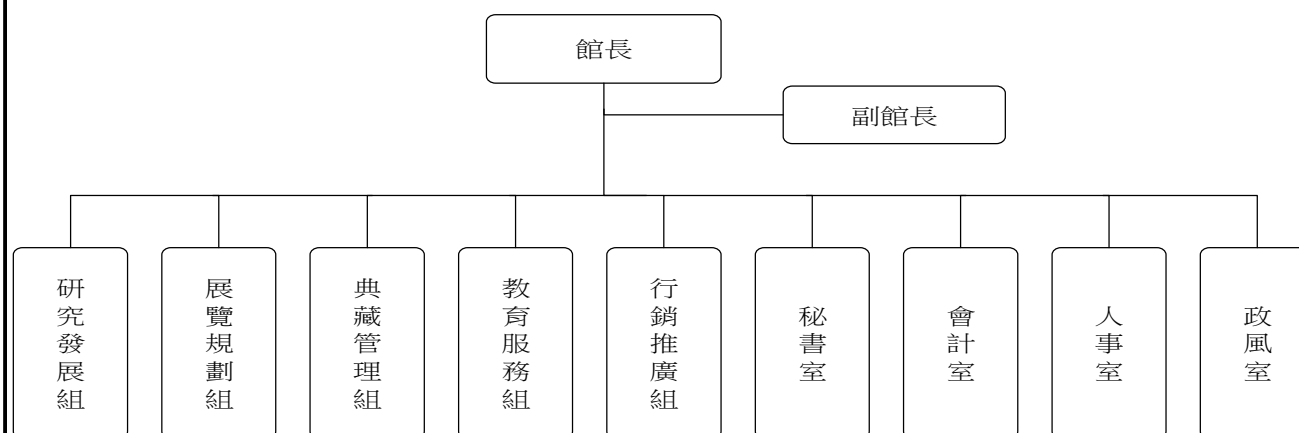 館長
副館長
研究發展組
展覽規劃組
典藏管理組
教育服務組
行銷推廣組
秘書室
會計室
人事室
政風室